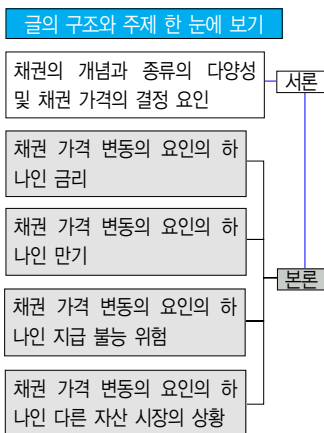 글의 구조와 주제 한 눈에 보기
채권의 개념과 종류의 다양성
및 채권 가격의 결정 요인
서론
채권 가격 변동의 요인의 하
나인 금리
채권 가격 변동의 요인의 하
나인 만기
본론
채권 가격 변동의 요인의 하
나인 지급 불능 위험
채권 가격 변동의 요인의 하
나인 다른 자산 시장의 상황